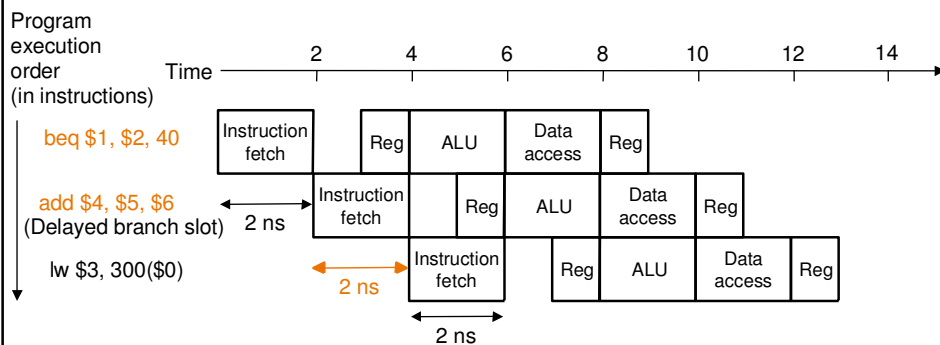 Program
execution
order
(in instructions)
Time
2 4 6 8 10 12 14
beq $1, $2, 40
Instruction
fetch
Reg
ALU
Data
access
Reg
add $4, $5, $6
(Delayed branch slot)
2 ns
Instruction
fetch
Reg
ALU
Data
access
Reg
lw $3, 300($0)
2 ns
Instruction
fetch
Reg
ALU
Data
access
Reg
2 ns